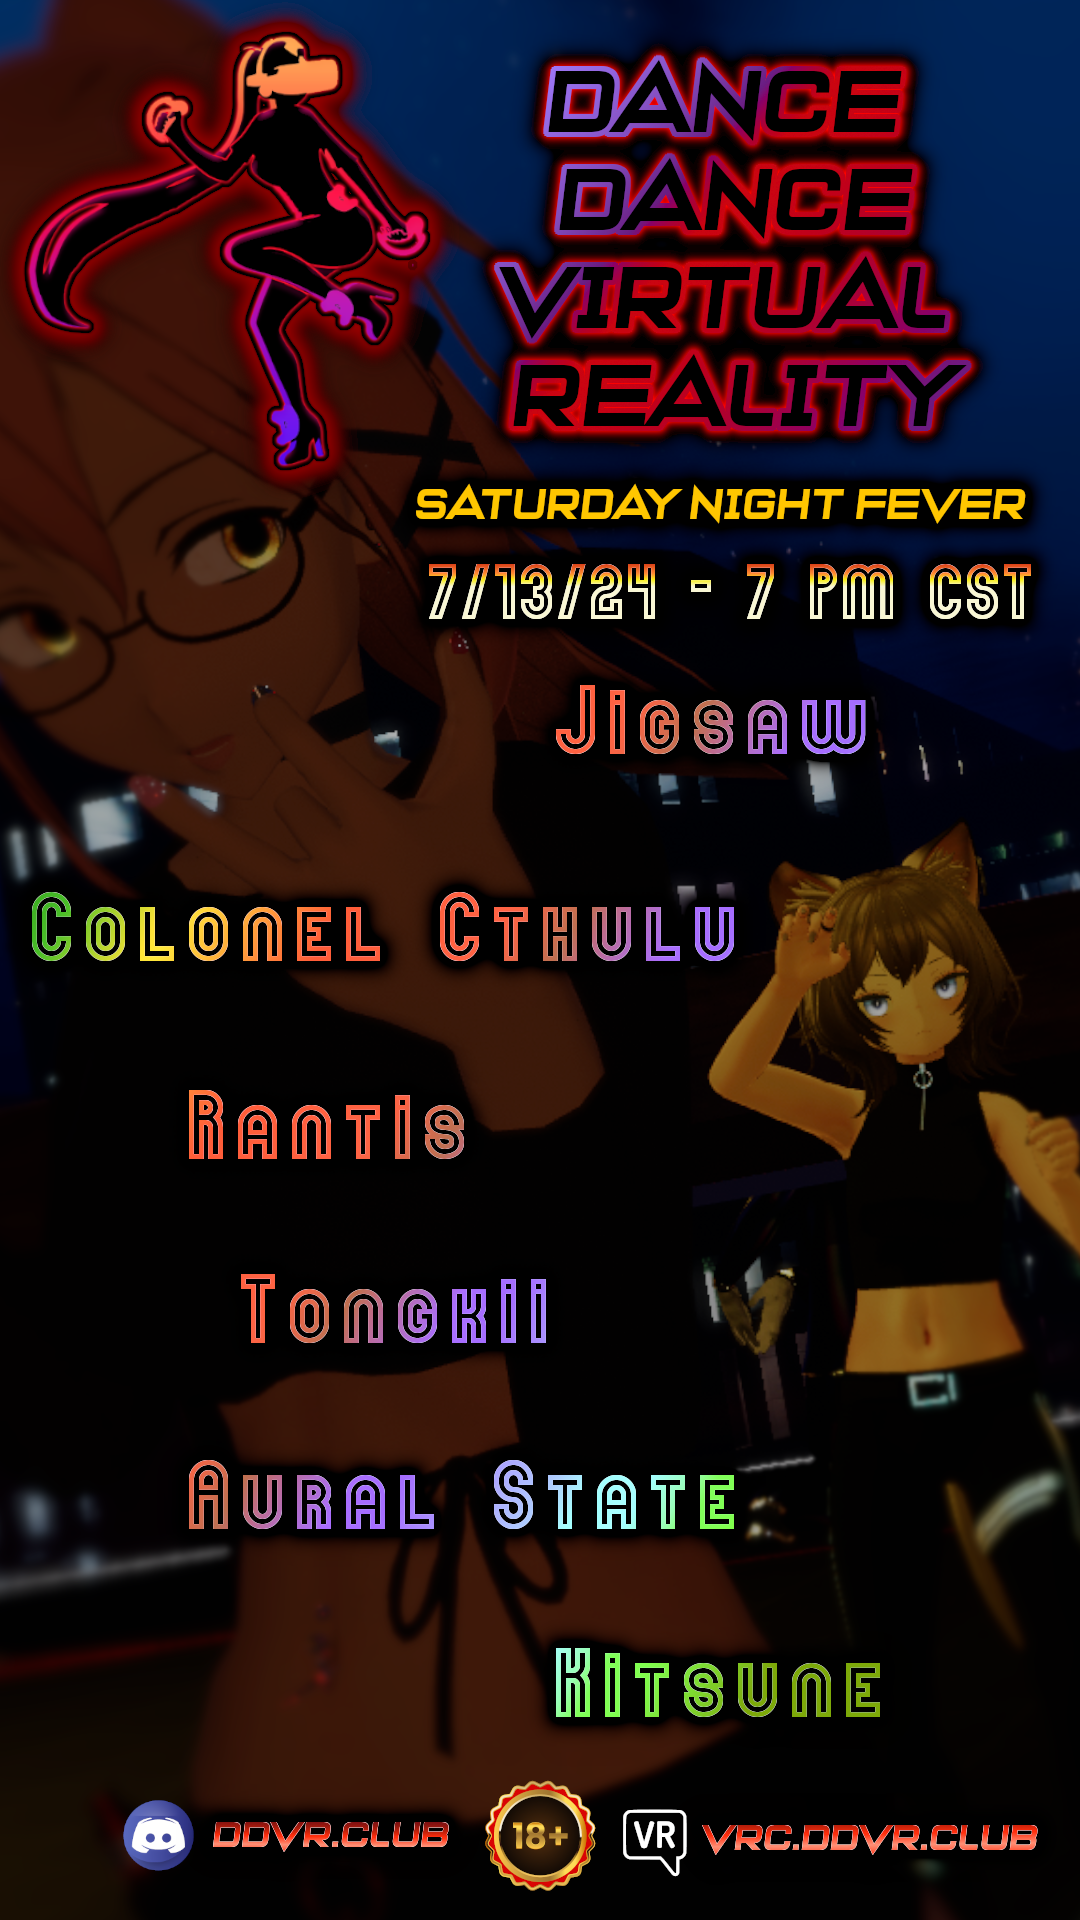 DANCE
DANCE
VIRTUAL
REALITY
SATURDAY NIGHT FEVER
7/13/24 - 7 PM CST
Jigsaw
Colonel Cthulu
Rantis
Tongkii
Aural State
Kitsune
DDVR.CLUB
18+
VR
VRC.DDVR.CLUB